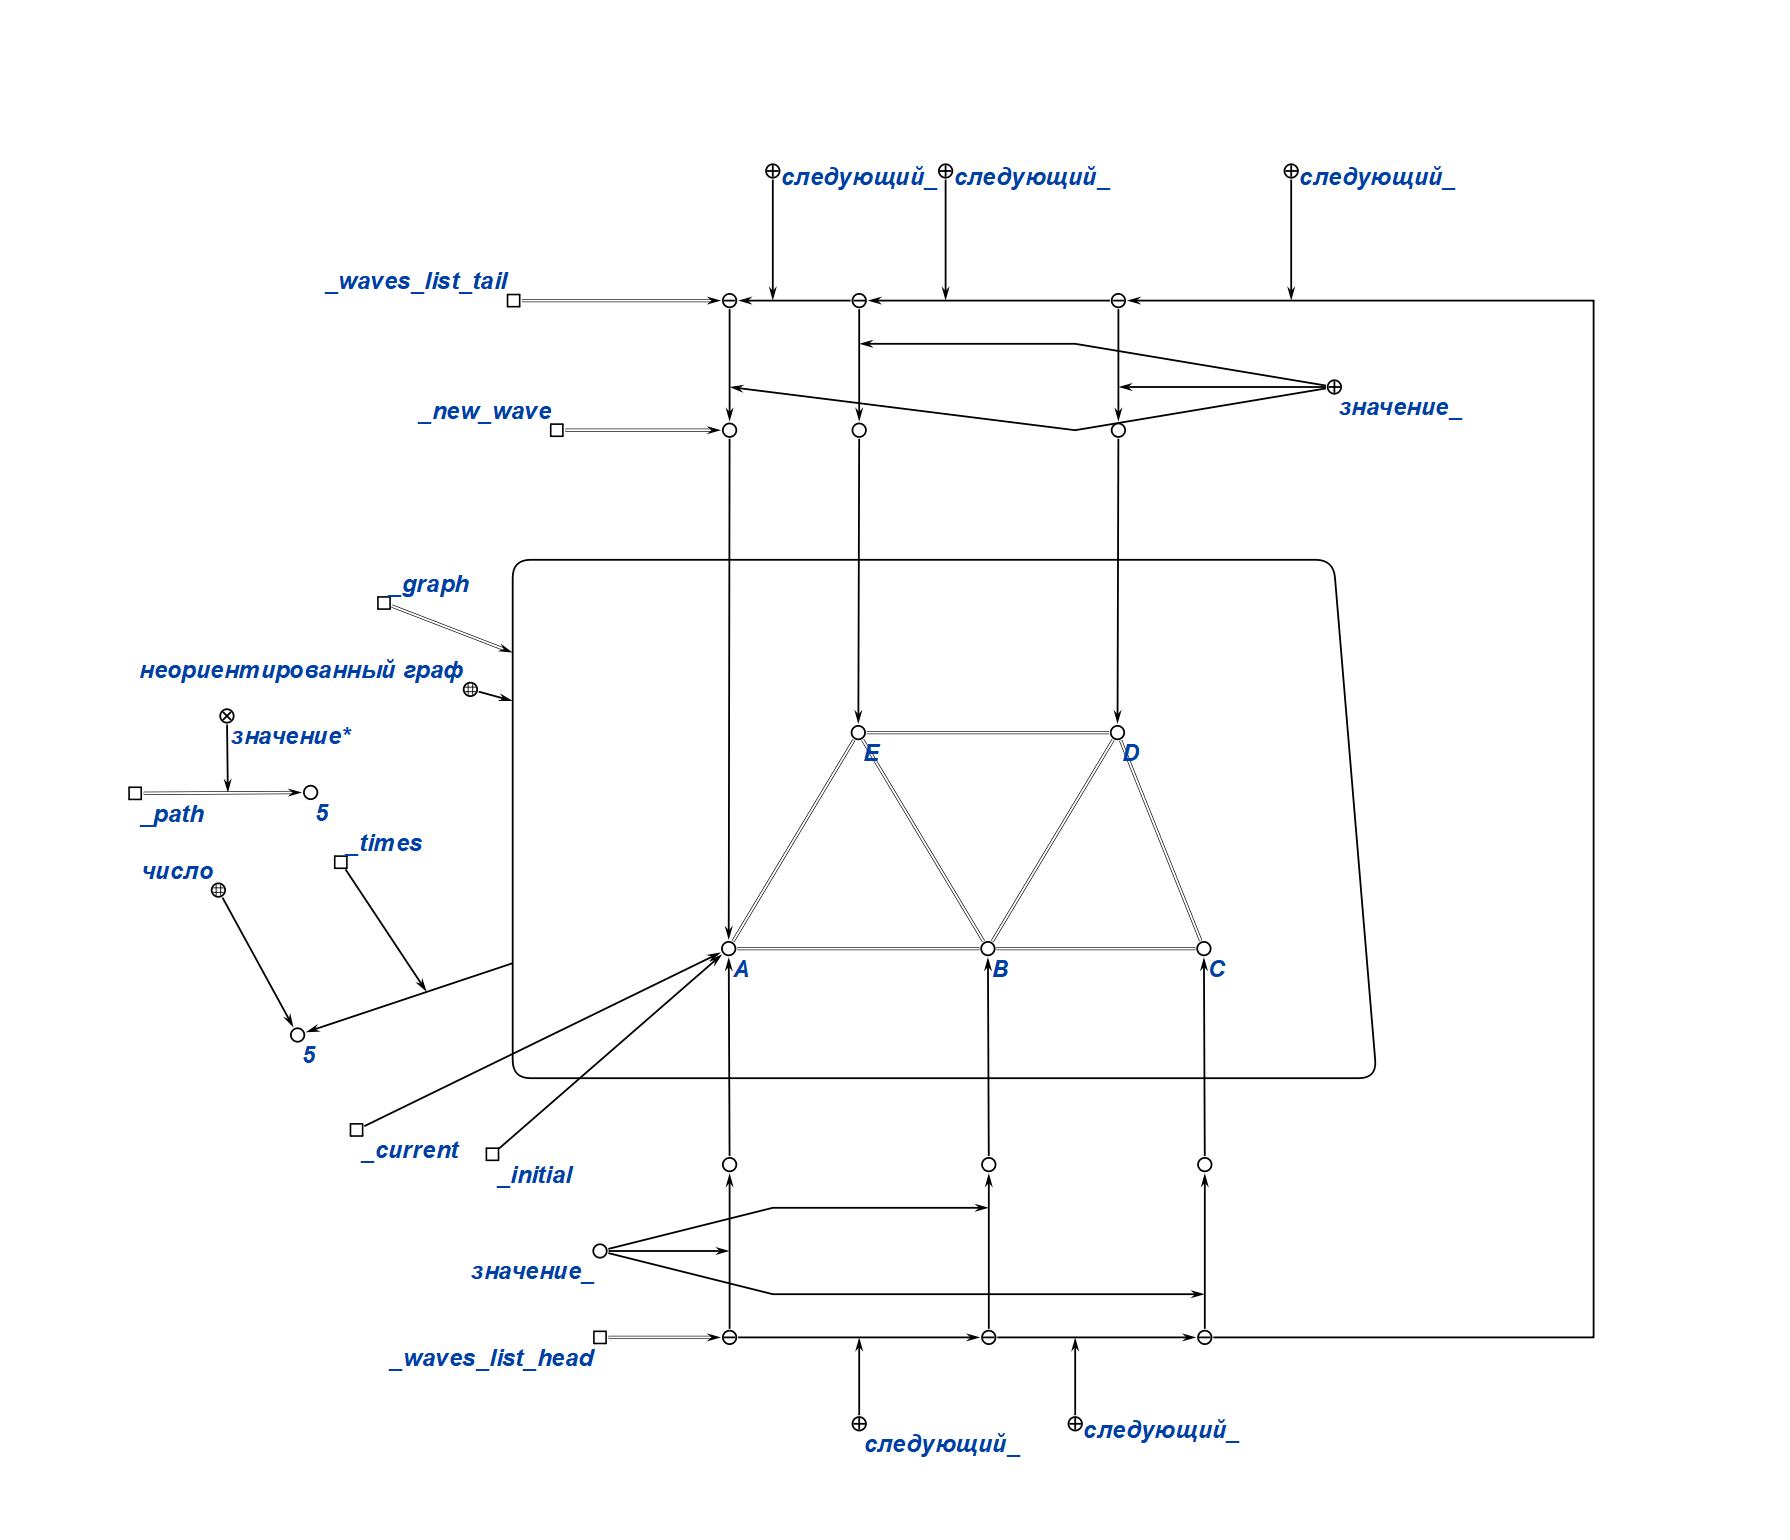 следующий_
следующий_
следующий_
_waves_list_tail
_new_wave
значение_
_graph
неориентированный граф
значение*
E
D
_path
5
_times
число
A
B
C
5
_current
_initial
значение_
_waves_list_head
следующий_
следующий_